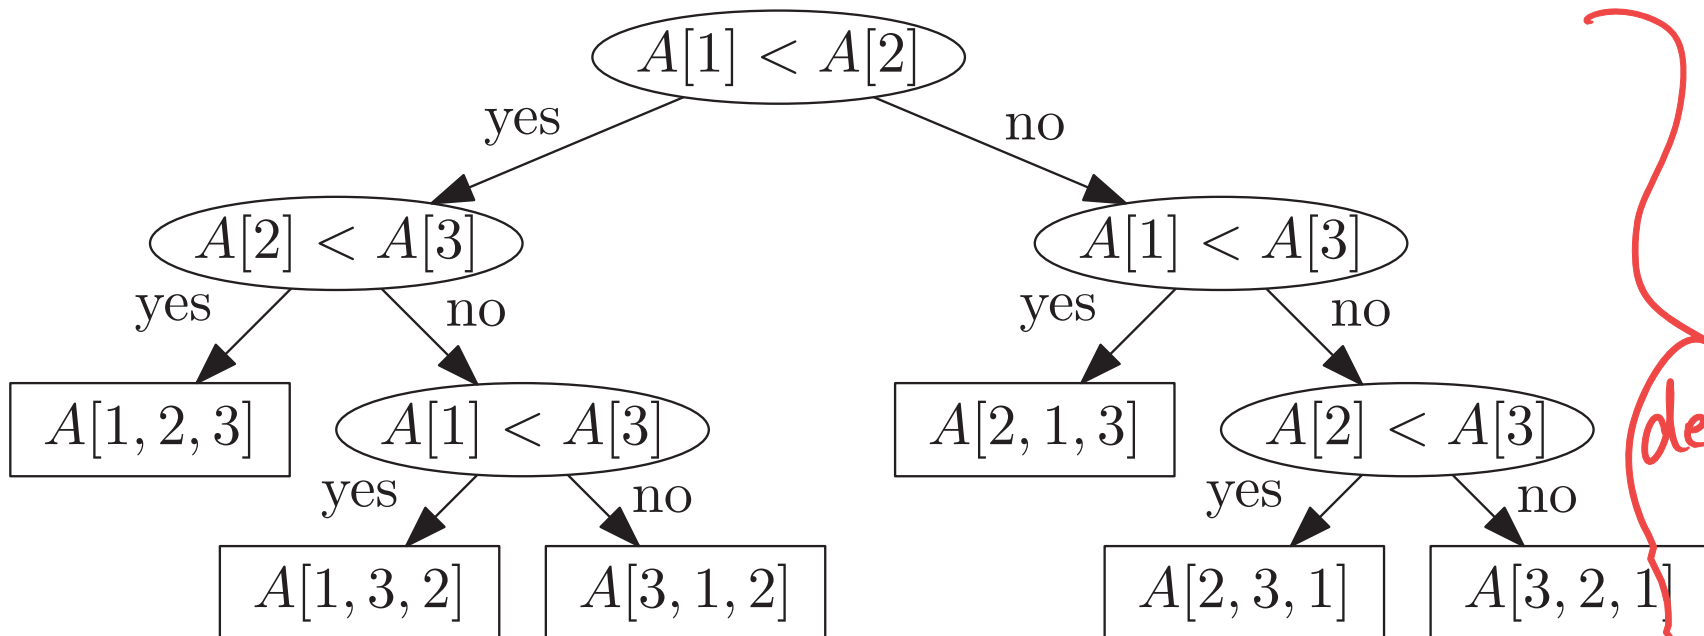 A[1] < A[2]
yes no
A[2] < A[3] A[1] < A[3]
yes no yes no
A[1, 2, 3] A[1] < A[3] A[2, 1, 3] A[2] < A[3]
yes no yes no
A[1, 3, 2] A[3, 1, 2] A[2, 3, 1] A[3, 2, 1]